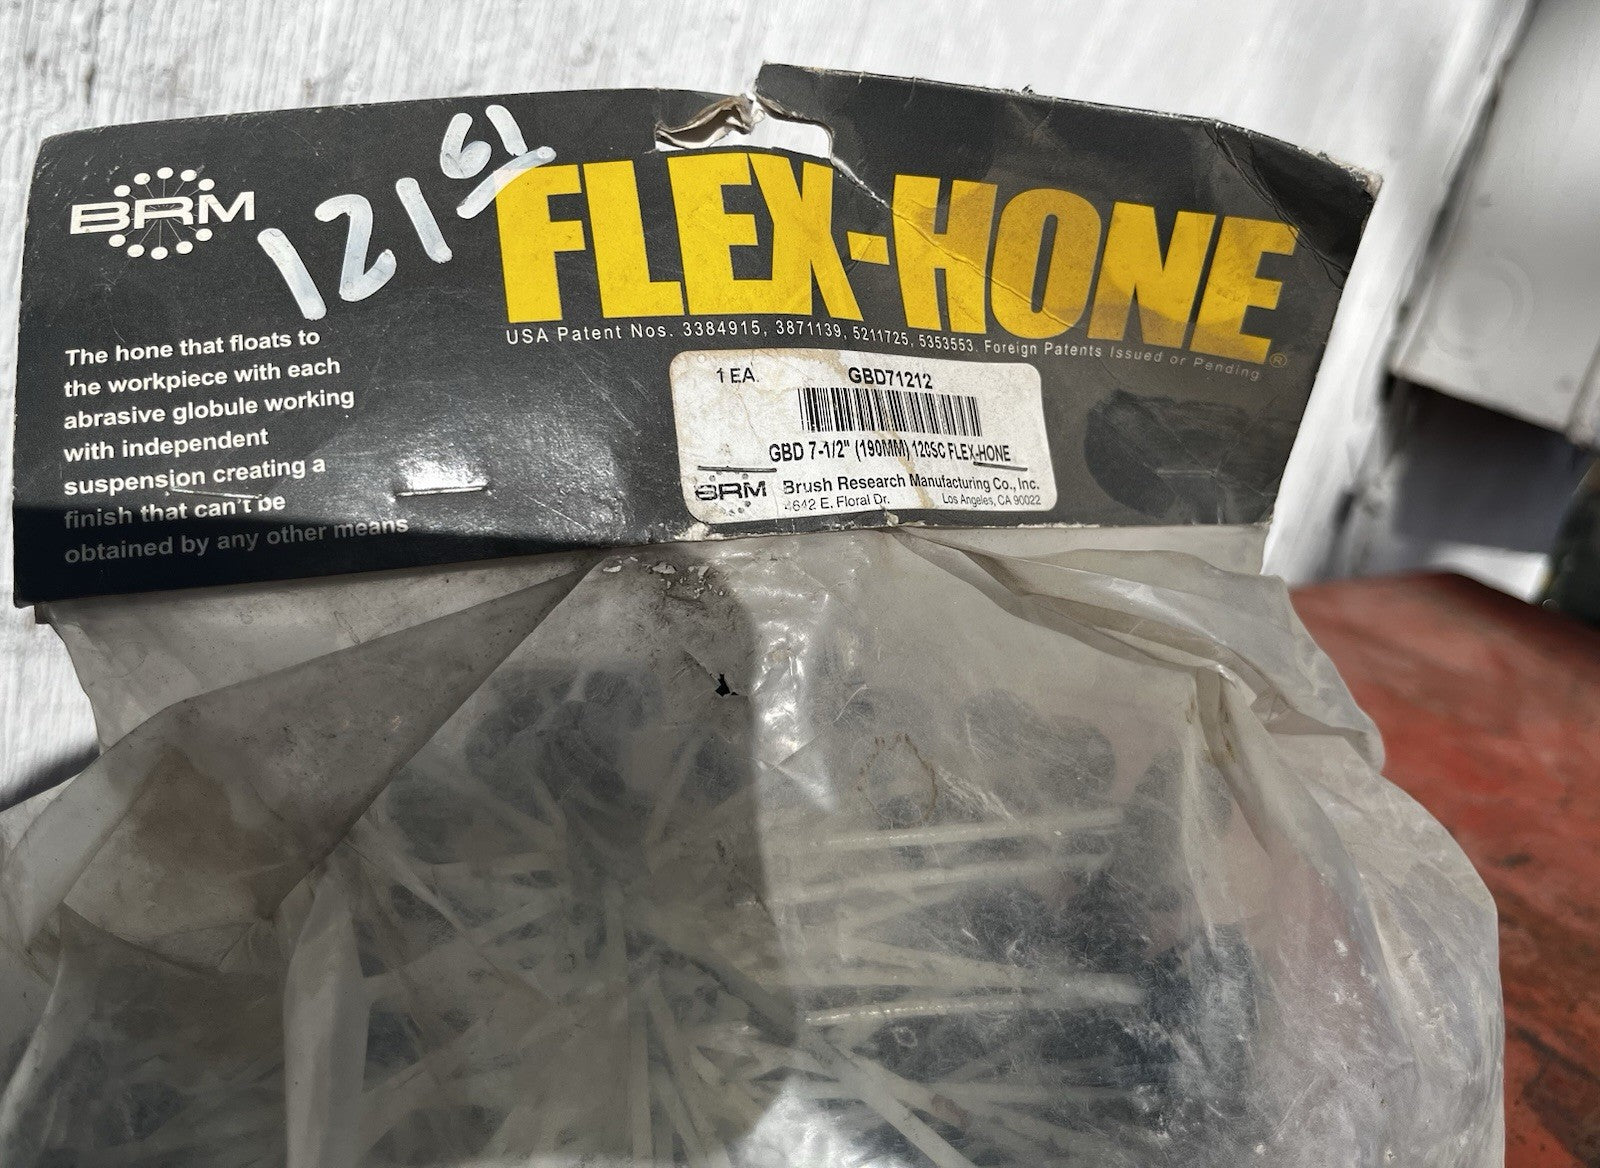 BRM
121 61
FLEX-HONE®
USA Patent Nos. 3384915, 3871139, 5211725, 5353553. Foreign Patents Issued or Pending
The hone that floats to
the workpiece with each
abrasive globule working
with independent
suspension creating a
finish that can't be
obtained by any other means
1 EA. GBD71212
GBD 7-1/2" (190MM) 120SC FLEX-HONE
BRM Brush Research Manufacturing Co., Inc.
4642 E. Floral Dr. Los Angeles, CA 90022